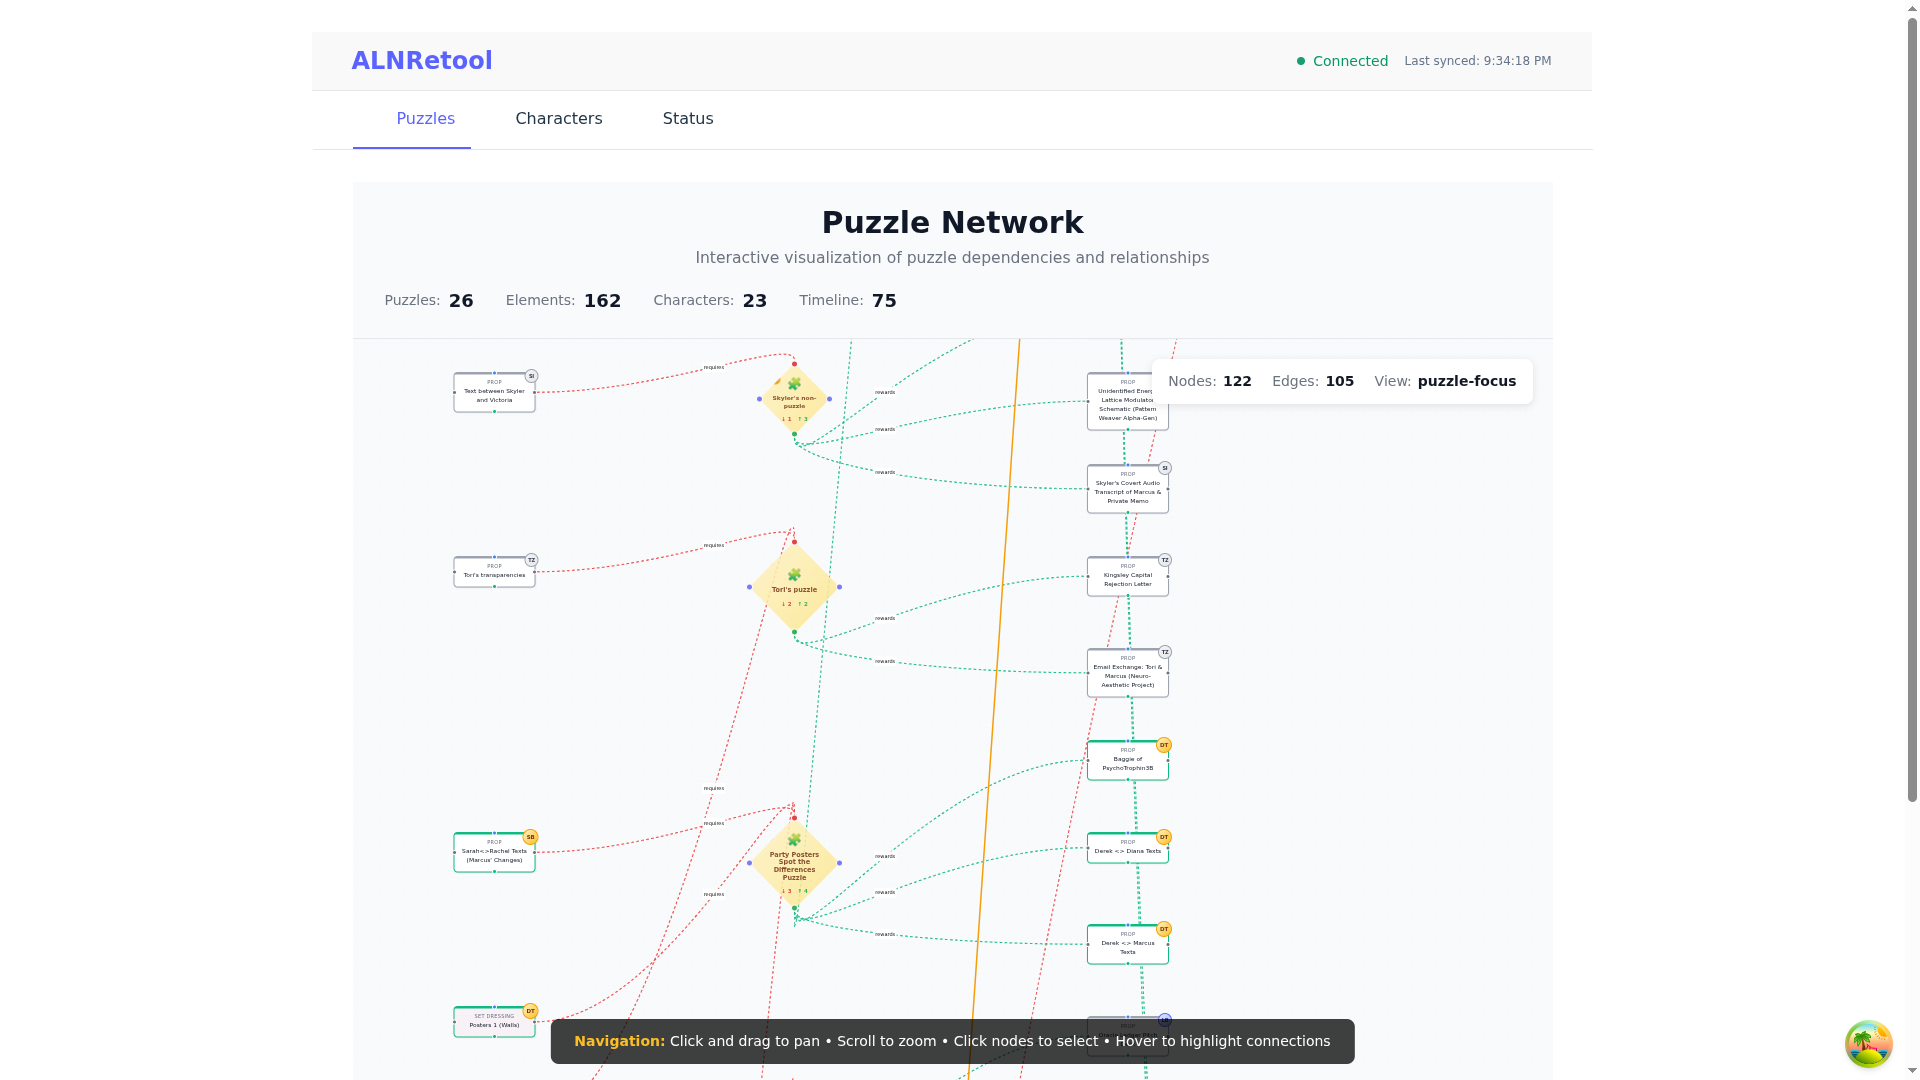 ALNRetool
Connected
Last synced: 9:34:18 PM
Puzzles
Characters
Status
Puzzle Network
Interactive visualization of puzzle dependencies and relationships
Puzzles: 26
Elements: 162
Characters: 23
Timeline: 75
Nodes: 122
Edges: 105
View: puzzle-focus
requires
SI
PROP
Text between Skyler
and Victoria
Skyler's non-
puzzle
↓ 1 ↑ 3
rewards
rewards
rewards
PROP
Unidentified
Lattice Modulator
Schematic (Pattern
Weaver Alpha-Gen)
SI
PROP
Skyler's Covert Audio
Transcript of Marcus &
Private Memo
requires
TZ
PROP
Tori's transparencies
Tori's puzzle
↓ 2 ↑ 2
rewards
rewards
TZ
PROP
Kingsley Capital
Rejection Letter
TZ
PROP
Email Exchange: Tori &
Marcus (Neuro-
Aesthetic Project)
DT
PROP
Baggie of
PsychoTrophin3B
requires
requires
requires
SB
PROP
Sarah<>Rachel Texts
(Marcus' Changes)
Party Posters
Spot the
Differences
Puzzle
↓ 3 ↑ 4
rewards
rewards
rewards
DT
PROP
Derek <> Diana Texts
DT
PROP
Derek <> Marcus
Texts
DT
SET DRESSING
Posters 1 (Walls)
Navigation: Click and drag to pan • Scroll to zoom • Click nodes to select • Hover to highlight connections